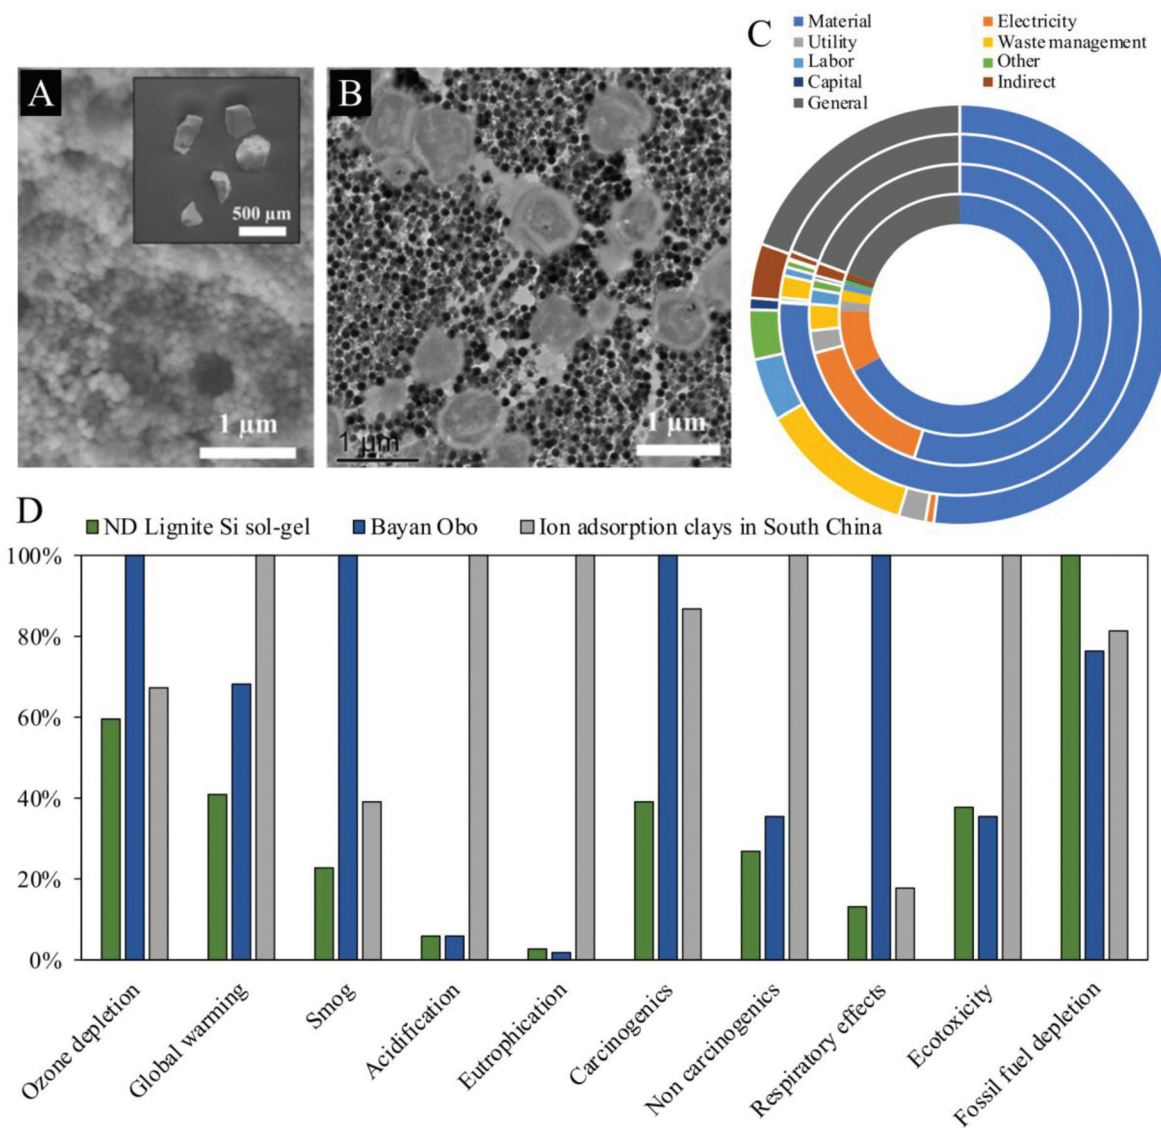 C
Material
Electricity
Utility
Waste management
Labor
Other
Capital
Indirect
General
A
500 µm
1 µm
B
1 µm
1 µm
D
ND Lignite Si sol-gel
Bayan Obo
Ion adsorption clays in South China
100%
80%
60%
40%
20%
0%
Ozone depletion
Global warming
Smog
Acidification
Eutrophication
Carcinogenics
Non carcinogenics
Respiratory effects
Ecotoxicity
Fossil fuel depletion